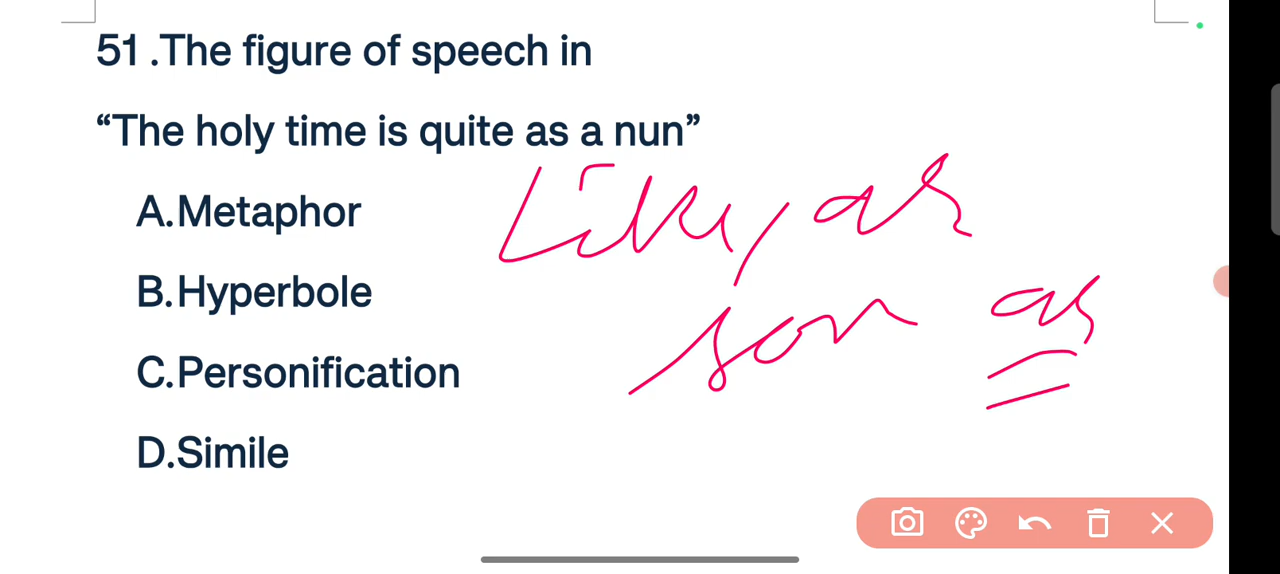 51 .The figure of speech in
“The holy time is quite as a nun”
A.Metaphor
Like, as
B.Hyperbole
as
C.Personification
D.Simile